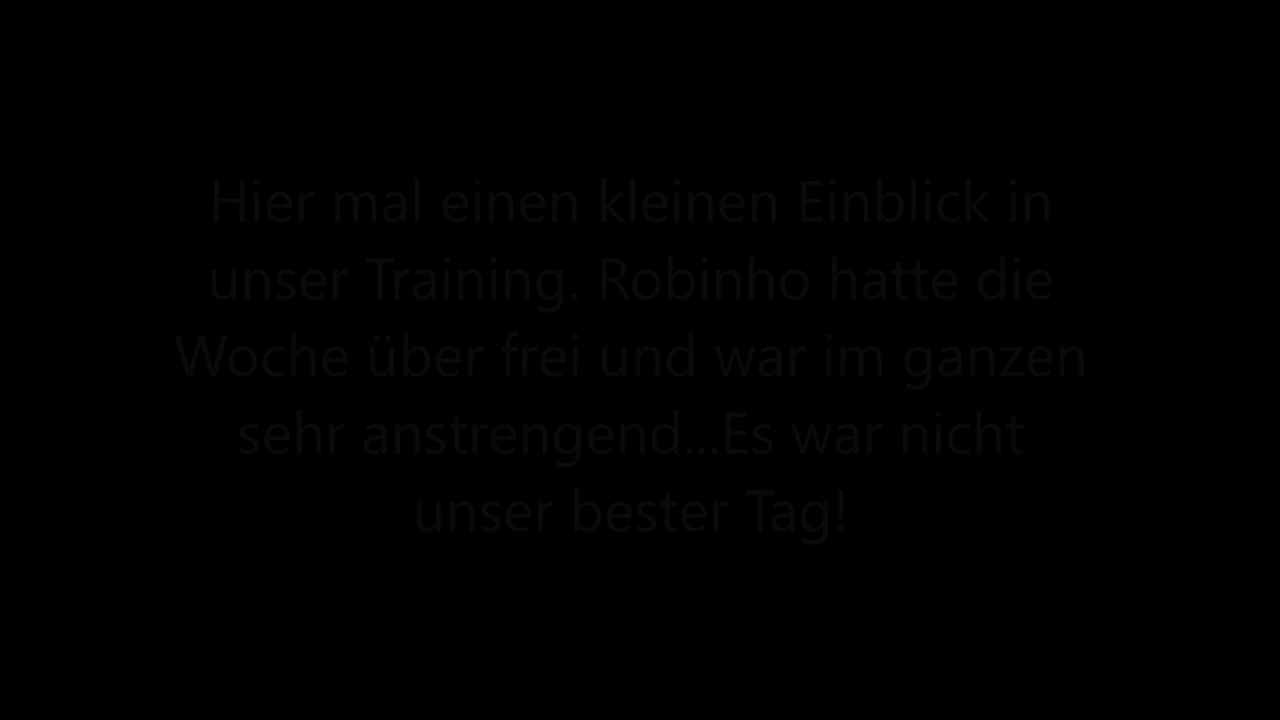 Hier mal einen kleinen Einblick in
unser Training. Robinho hatte die
Woche über frei und war im ganzen
sehr anstrengend...Es war nicht
unser bester Tag!